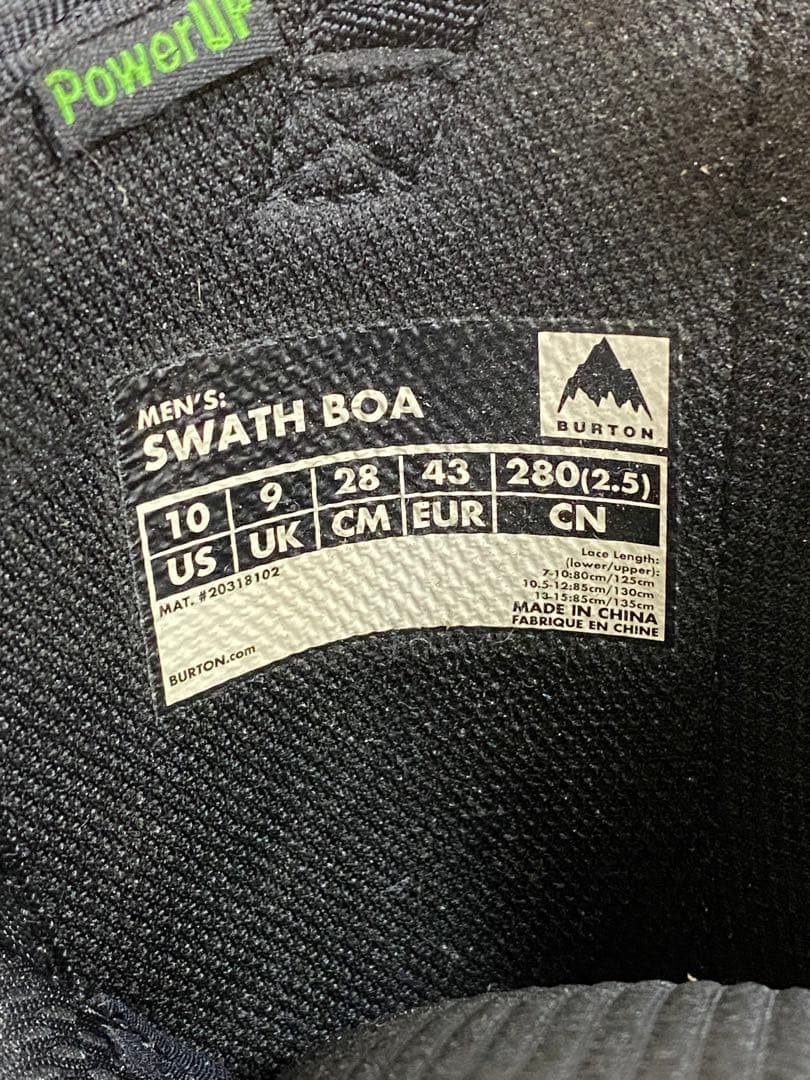 PowerUP
MEN'S:
SWATH BOA
BURTON
10 9 28 43 280(2.5)
US UK CM EUR CN
MAT. #20318102
Lace Length:
(lower/upper):
7-10:80cm/125cm
10.5-12:85cm/130cm
13-15:85cm/135cm
MADE IN CHINA
FABRIQUE EN CHINE
BURTON.com